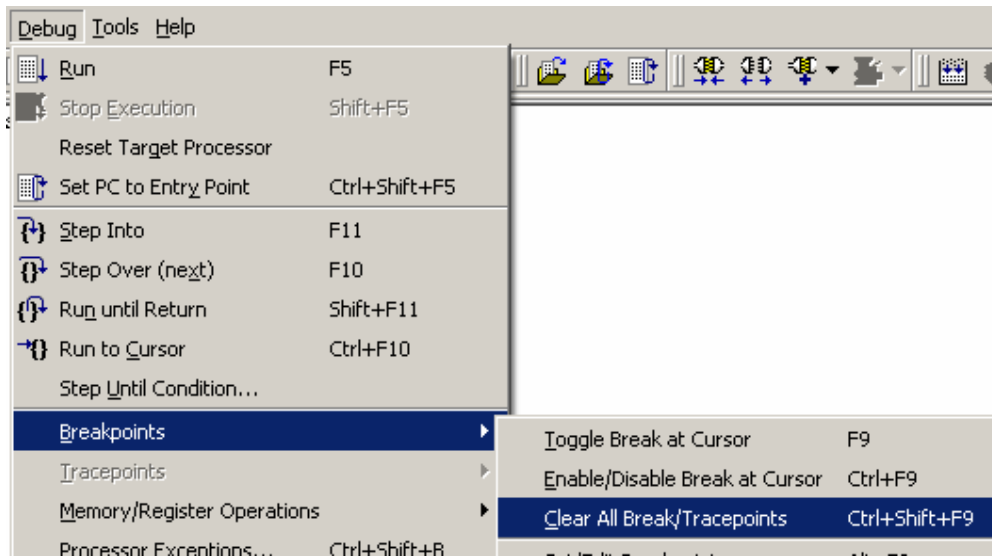 Debug Tools Help
Run F5
Stop Execution Shift+F5
Reset Target Processor
Set PC to Entry Point Ctrl+Shift+F5
Step Into F11
Step Over (next) F10
Run until Return Shift+F11
Run to Cursor Ctrl+F10
Step Until Condition...
Breakpoints
Toggle Break at Cursor F9
Tracepoints
Enable/Disable Break at Cursor Ctrl+F9
Memory/Register Operations
Clear All Break/Tracepoints Ctrl+Shift+F9
Processor Exceptions...